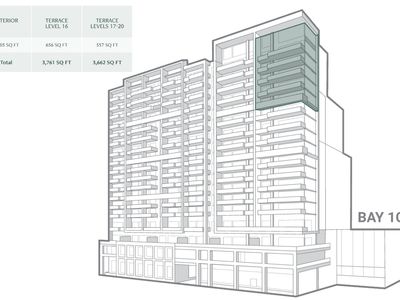 TERIOR TERRACE LEVEL 16 TERRACE LEVELS 17-20
05 SQ FT 656 SQ FT 557 SQ FT
Total 3,761 SQ FT 3,662 SQ FT
BAY 10